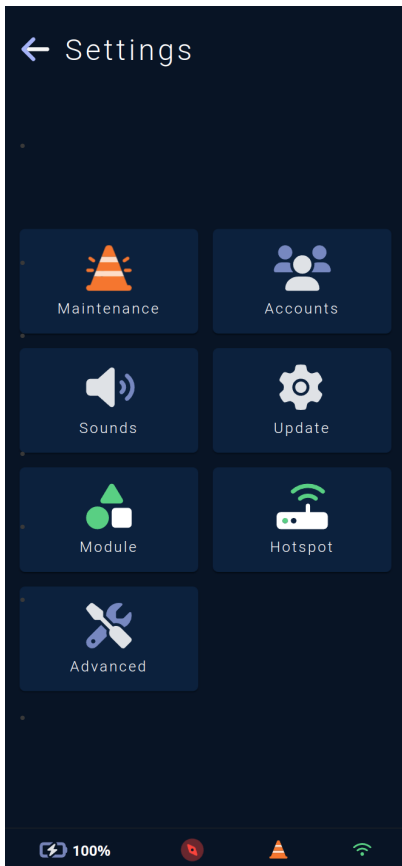 Settings
Maintenance
Accounts
Sounds
Update
Module
Hotspot
Advanced
100%